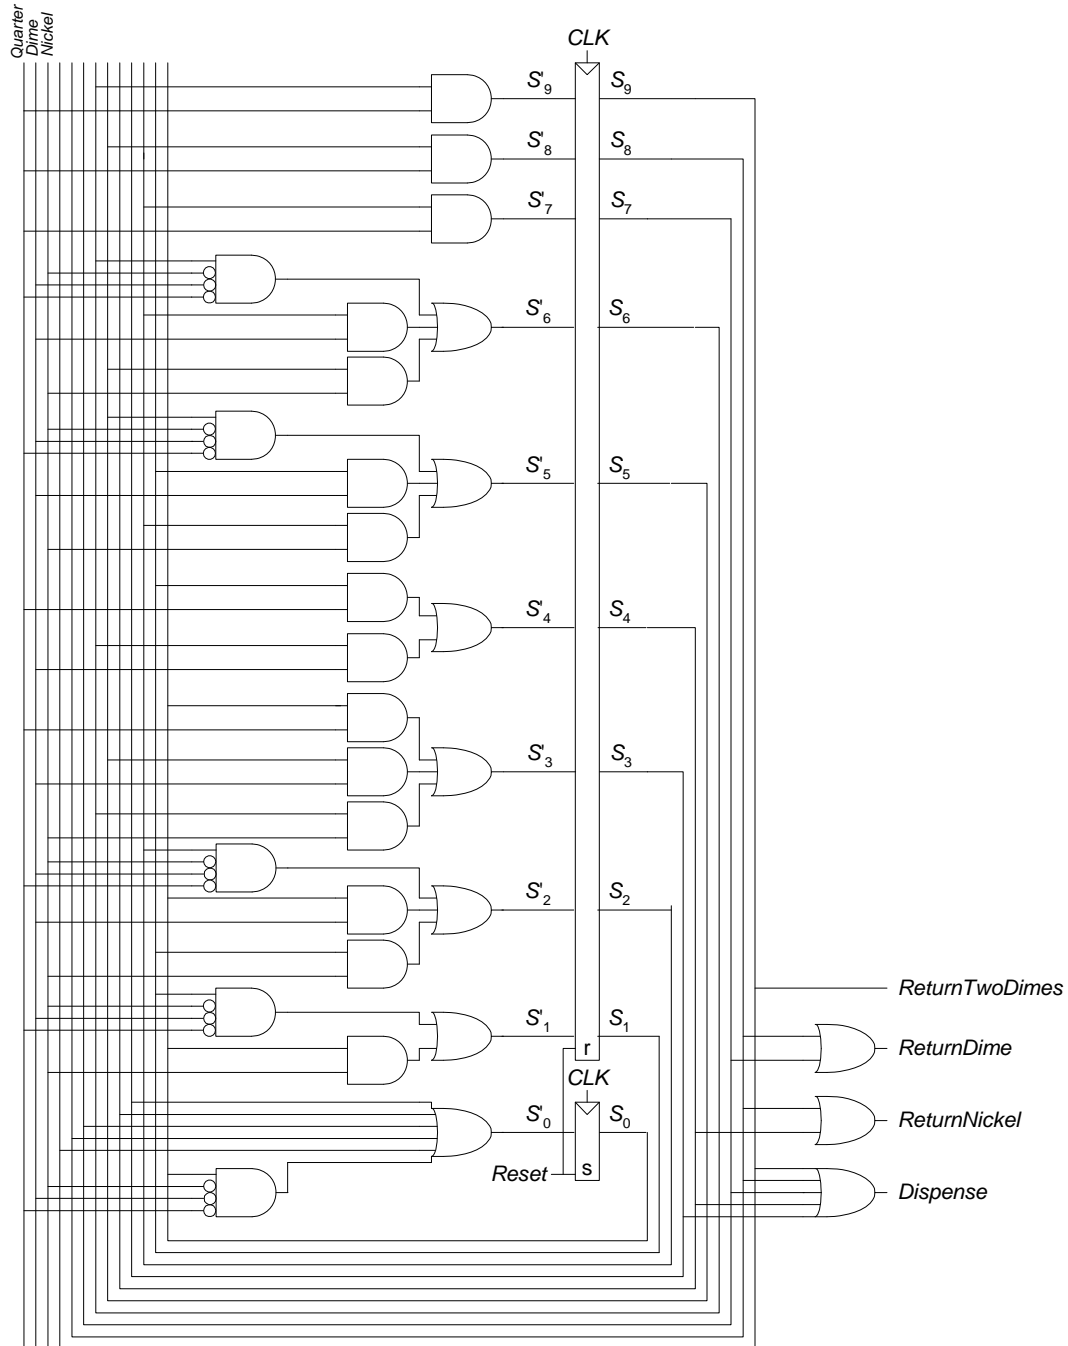 Quarter
Dime
Nickel
CLK
S'9 S9
S'8 S8
S'7 S7
S'6 S6
S'5 S5
S'4 S4
S'3 S3
S'2 S2
ReturnTwoDimes
S'1 S1
r
ReturnDime
CLK
S'0 S0
ReturnNickel
Reset s
Dispense